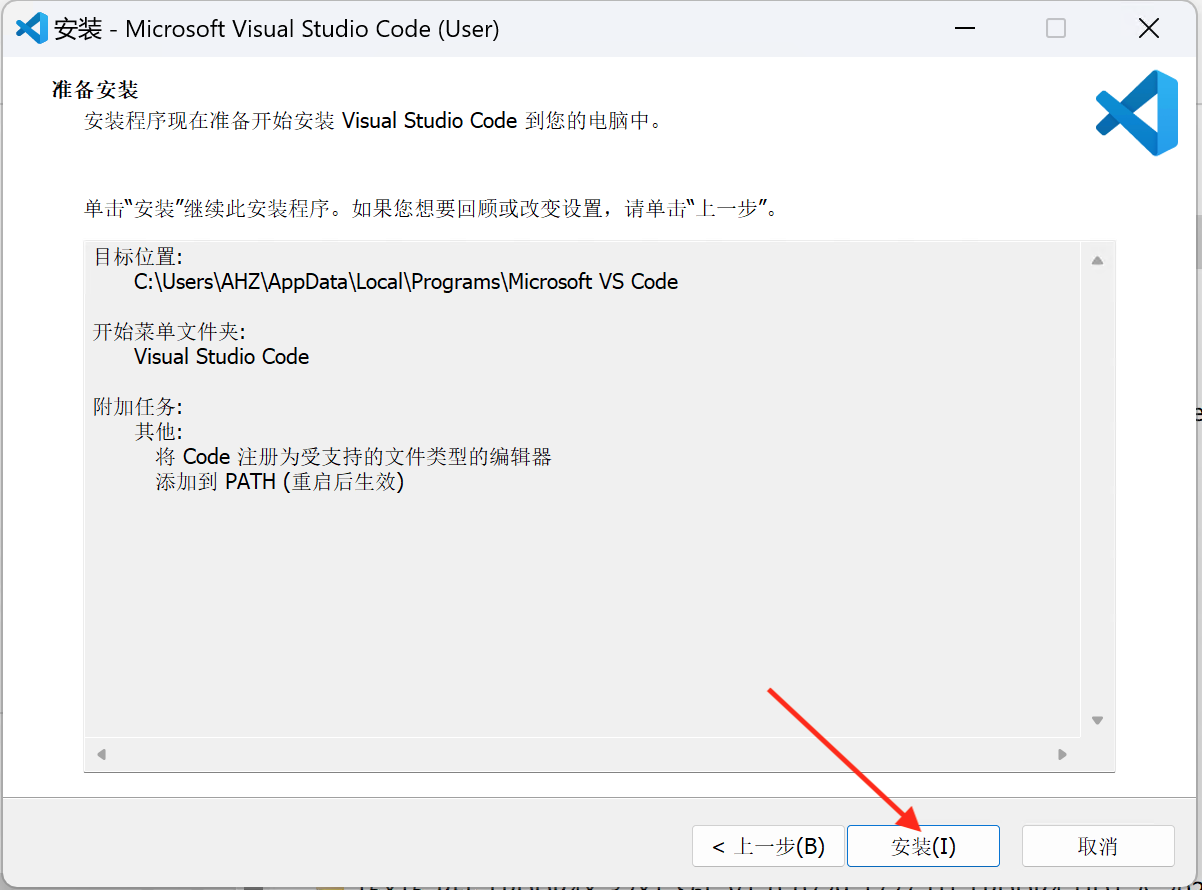 安装 - Microsoft Visual Studio Code (User)
准备安装
安装程序现在准备开始安装 Visual Studio Code 到您的电脑中。
单击“安装”继续此安装程序。如果您想要回顾或改变设置，请单击“上一步”。
目标位置:
C:\Users\AHZ\AppData\Local\Programs\Microsoft VS Code
开始菜单文件夹:
Visual Studio Code
附加任务:
其他:
将 Code 注册为受支持的文件类型的编辑器
添加到 PATH (重启后生效)
< 上一步(B)
安装(I)
取消